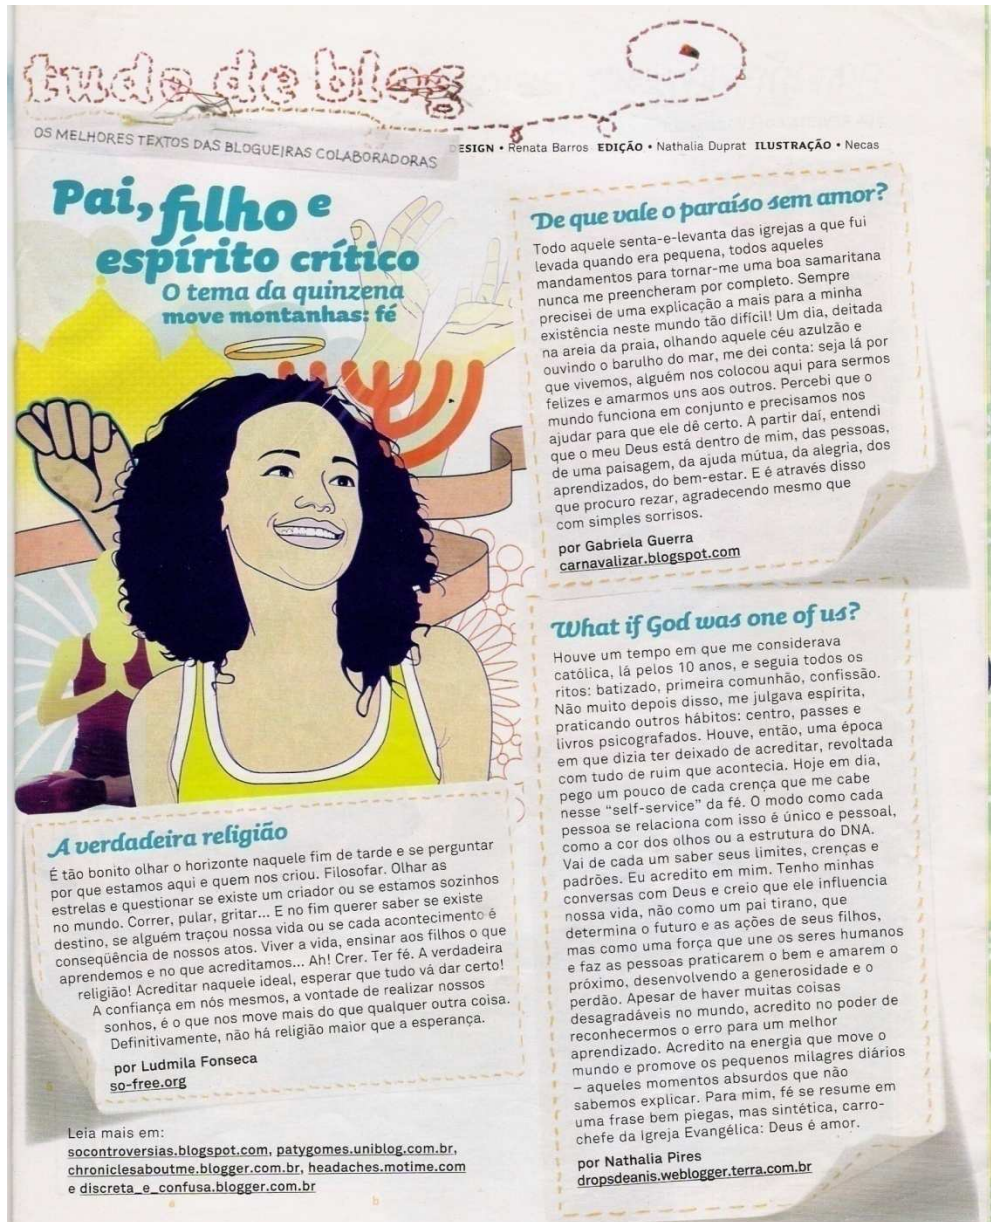 tudo de blog
OS MELHORES TEXTOS DAS BLOGUEIRAS COLABORADORAS
DESIGN • Renata Barros EDIÇÃO • Nathalia Duprat ILUSTRAÇÃO • Necas
Pai, filho e
espírito crítico
O tema da quinzena
move montanhas: fé
A verdadeira religião
É tão bonito olhar o horizonte naquele fim de tarde e se perguntar
por que estamos aqui e quem nos criou. Filosofar. Olhar as
estrelas e questionar se existe um criador ou se estamos sozinhos
no mundo. Correr, pular, gritar... E no fim querer saber se existe
destino, se alguém traçou nossa vida ou se cada acontecimento é
conseqüência de nossos atos. Viver a vida, ensinar aos filhos o que
aprendemos e no que acreditamos... Ah! Crer. Ter fé. A verdadeira
religião! Acreditar naquele ideal, esperar que tudo vá dar certo!
A confiança em nós mesmos, a vontade de realizar nossos
sonhos, é o que nos move mais do que qualquer outra coisa.
Definitivamente, não há religião maior que a esperança.
por Ludmila Fonseca
so-free.org
Leia mais em:
socontroversias.blogspot.com, patygomes.uniblog.com.br,
chroniclesaboutme.blogger.com.br, headaches.motime.com
e discreta_e_confusa.blogger.com.br
De que vale o paraíso sem amor?
Todo aquele senta-e-levanta das igrejas a que fui
levada quando era pequena, todos aqueles
mandamentos para tornar-me uma boa samaritana
nunca me preencheram por completo. Sempre
precisei de uma explicação a mais para a minha
existência neste mundo tão difícil! Um dia, deitada
na areia da praia, olhando aquele céu azulzão e
ouvindo o barulho do mar, me dei conta: seja lá por
que vivemos, alguém nos colocou aqui para sermos
felizes e amarmos uns aos outros. Percebi que o
mundo funciona em conjunto e precisamos nos
ajudar para que ele dê certo. A partir daí, entendi
que o meu Deus está dentro de mim, das pessoas,
de uma paisagem, da ajuda mútua, da alegria, dos
aprendizados, do bem-estar. E é através disso
que procuro rezar, agradecendo mesmo que
com simples sorrisos.
por Gabriela Guerra
carnavalizar.blogspot.com
What if God was one of us?
Houve um tempo em que me considerava
católica, lá pelos 10 anos, e seguia todos os
ritos: batizado, primeira comunhão, confissão.
Não muito depois disso, me julgava espírita,
praticando outros hábitos: centro, passes e
livros psicografados. Houve, então, uma época
em que dizia ter deixado de acreditar, revoltada
com tudo de ruim que acontecia. Hoje em dia,
pego um pouco de cada crença que me cabe
nesse "self-service" da fé. O modo como cada
pessoa se relaciona com isso é único e pessoal,
como a cor dos olhos ou a estrutura do DNA.
Vai de cada um saber seus limites, crenças e
padrões. Eu acredito em mim. Tenho minhas
conversas com Deus e creio que ele influencia
nossa vida, não como um pai tirano, que
determina o futuro e as ações de seus filhos,
mas como uma força que une os seres humanos
e faz as pessoas praticarem o bem e amarem o
próximo, desenvolvendo a generosidade e o
perdão. Apesar de haver muitas coisas
desagradáveis no mundo, acredito no poder de
reconhecermos o erro para um melhor
aprendizado. Acredito na energia que move o
mundo e promove os pequenos milagres diários
– aqueles momentos absurdos que não
sabemos explicar. Para mim, fé se resume em
uma frase bem piegas, mas sintética, carro-
chefe da Igreja Evangélica: Deus é amor.
por Nathalia Pires
dropsdeanis.weblogger.terra.com.br